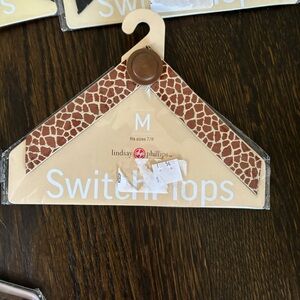 M
fits sizes 7/8
lindsay phillips
SwitchFlops